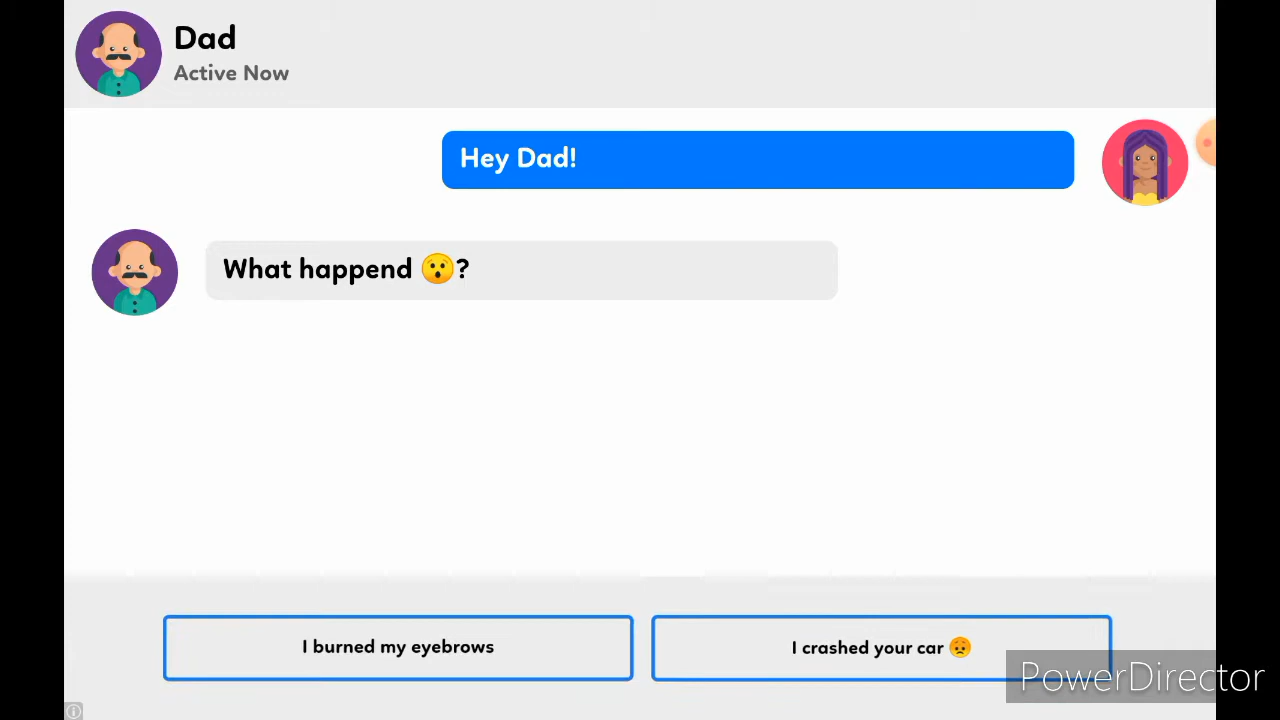 Dad
Active Now
Hey Dad!
What happend 😯?
I burned my eyebrows
I crashed your car 😞
PowerDirector